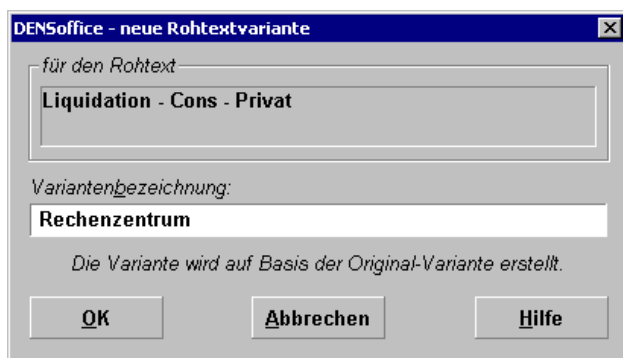 DENSoffice - neue Rohtextvariante
für den Rohtext
Liquidation - Cons - Privat
Variantenbezeichnung:
Rechenzentrum
Die Variante wird auf Basis der Original-Variante erstellt.
OK Abbrechen Hilfe